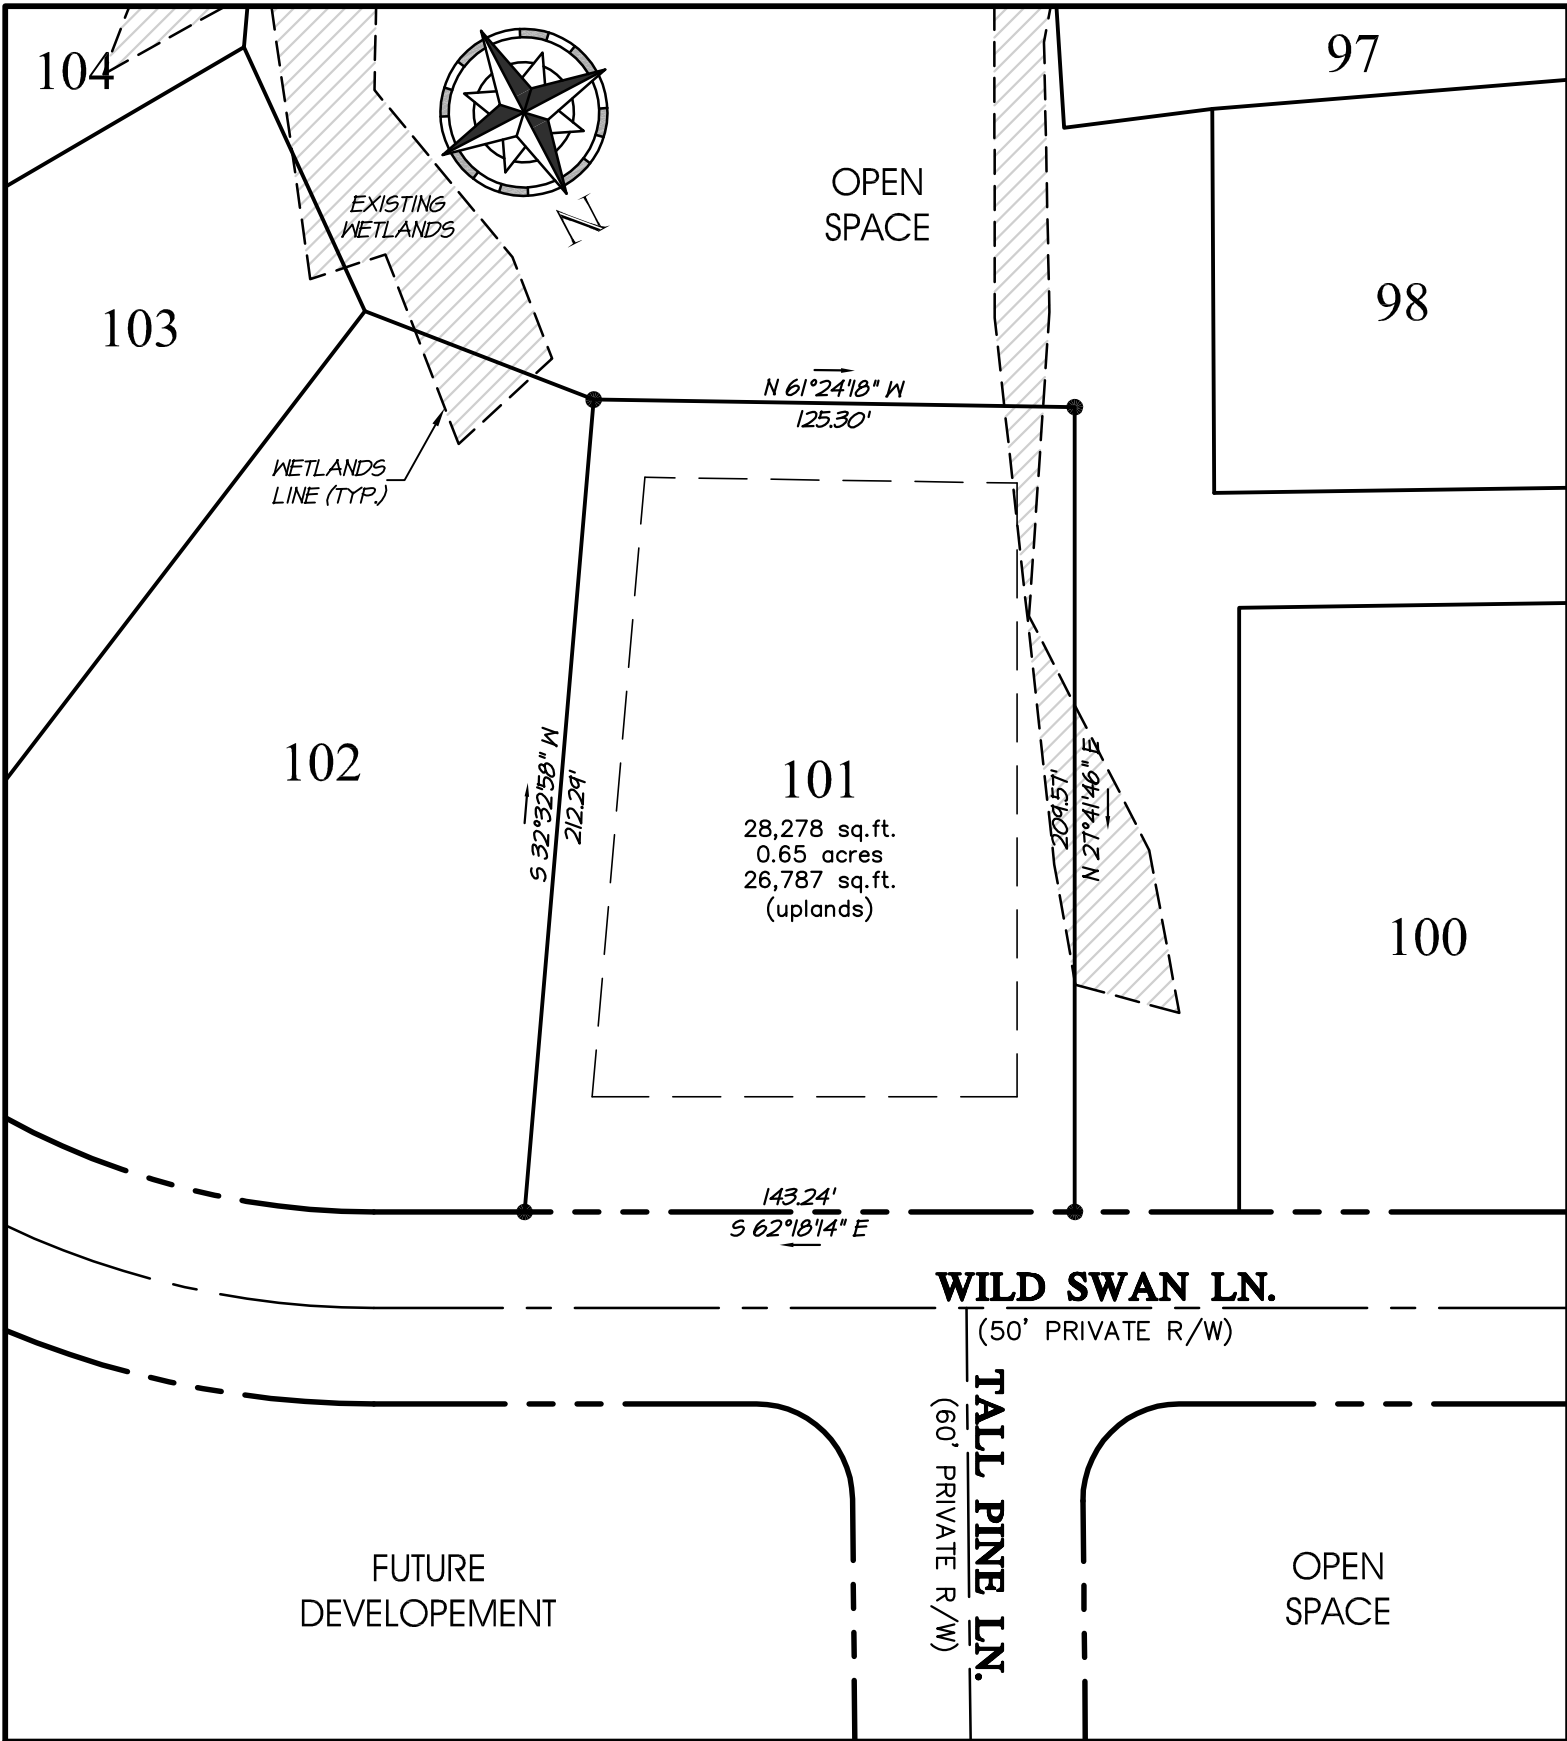 104
97
EXISTING
WETLANDS
N
OPEN
SPACE
103
98
N 61°24'18" W
125.30'
WETLANDS
LINE (TYP.)
102
S 32°32'58" W
212.29'
101
28,278 sq.ft.
0.65 acres
26,787 sq.ft.
(uplands)
209.57'
N 27°41'46" E
100
143.24'
S 62°18'14" E
WILD SWAN LN.
(50' PRIVATE R/W)
TALL PINE LN.
(60' PRIVATE R/W)
FUTURE
DEVELOPEMENT
OPEN
SPACE